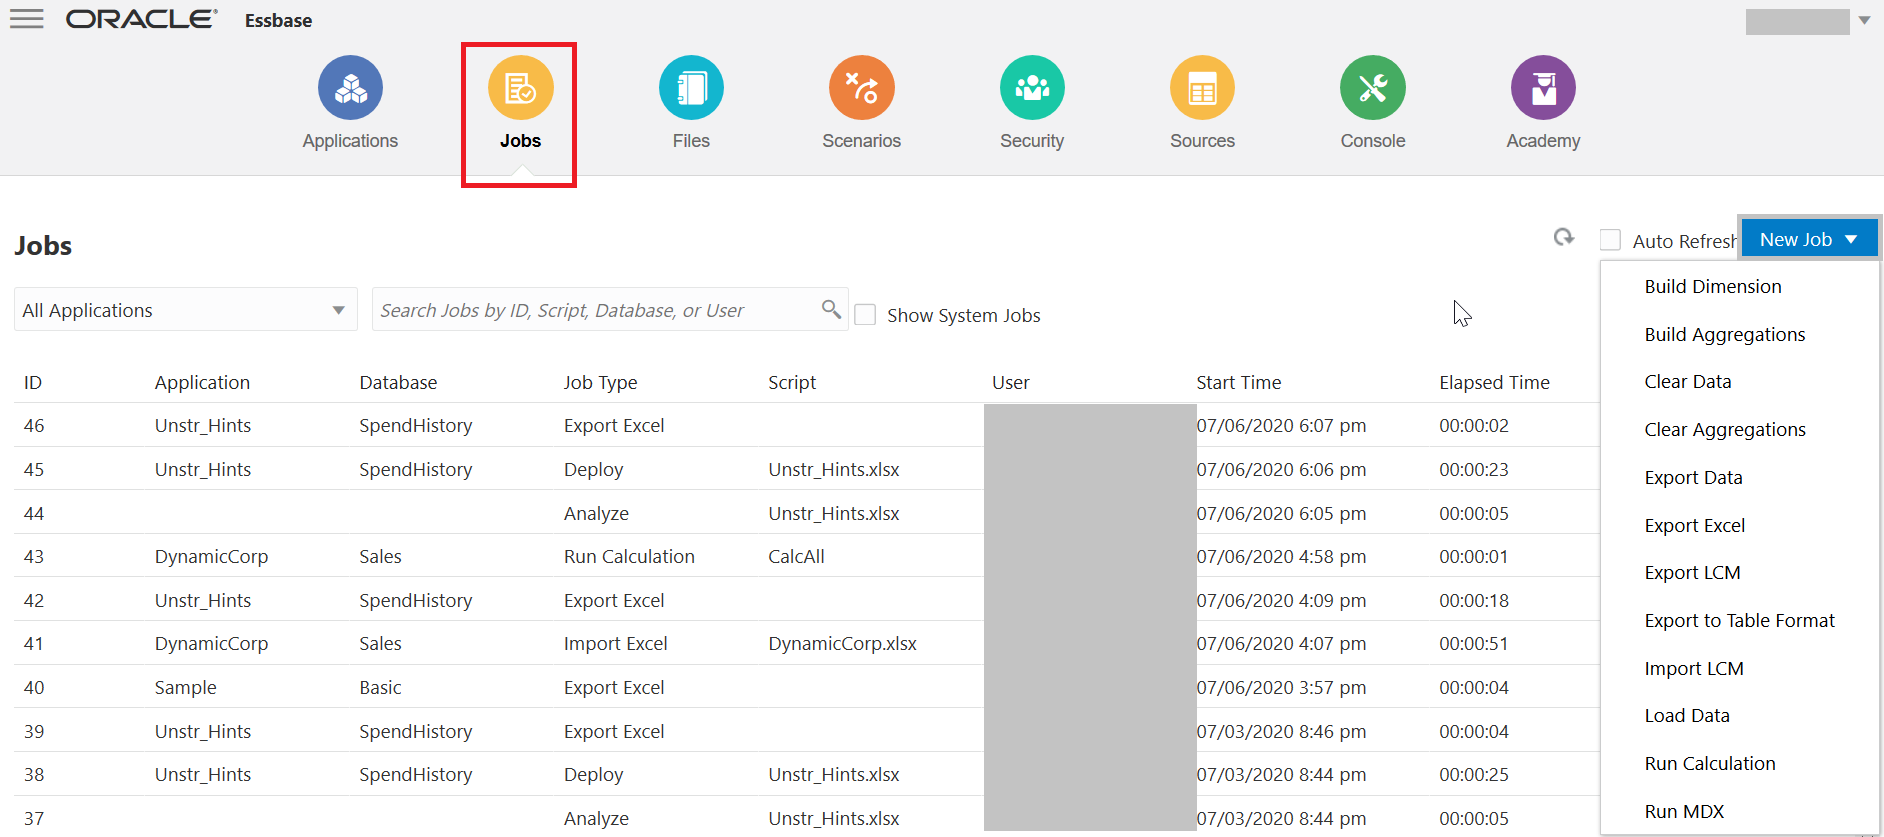 ORACLE® Essbase
Applications Jobs Files Scenarios Security Sources Console Academy
Jobs
Auto Refresh
New Job
All Applications
Search Jobs by ID, Script, Database, or User
Show System Jobs
ID Application Database Job Type Script User Start Time Elapsed Time
46 Unstr_Hints SpendHistory Export Excel 07/06/2020 6:07 pm 00:00:02
45 Unstr_Hints SpendHistory Deploy Unstr_Hints.xlsx 07/06/2020 6:06 pm 00:00:23
44 Analyze Unstr_Hints.xlsx 07/06/2020 6:05 pm 00:00:05
43 DynamicCorp Sales Run Calculation CalcAll 07/06/2020 4:58 pm 00:00:01
42 Unstr_Hints SpendHistory Export Excel 07/06/2020 4:09 pm 00:00:18
41 DynamicCorp Sales Import Excel DynamicCorp.xlsx 07/06/2020 4:07 pm 00:00:51
40 Sample Basic Export Excel 07/06/2020 3:57 pm 00:00:04
39 Unstr_Hints SpendHistory Export Excel 07/03/2020 8:46 pm 00:00:04
38 Unstr_Hints SpendHistory Deploy Unstr_Hints.xlsx 07/03/2020 8:44 pm 00:00:25
37 Analyze Unstr_Hints.xlsx 07/03/2020 8:44 pm 00:00:05
Build Dimension
Build Aggregations
Clear Data
Clear Aggregations
Export Data
Export Excel
Export LCM
Export to Table Format
Import LCM
Load Data
Run Calculation
Run MDX